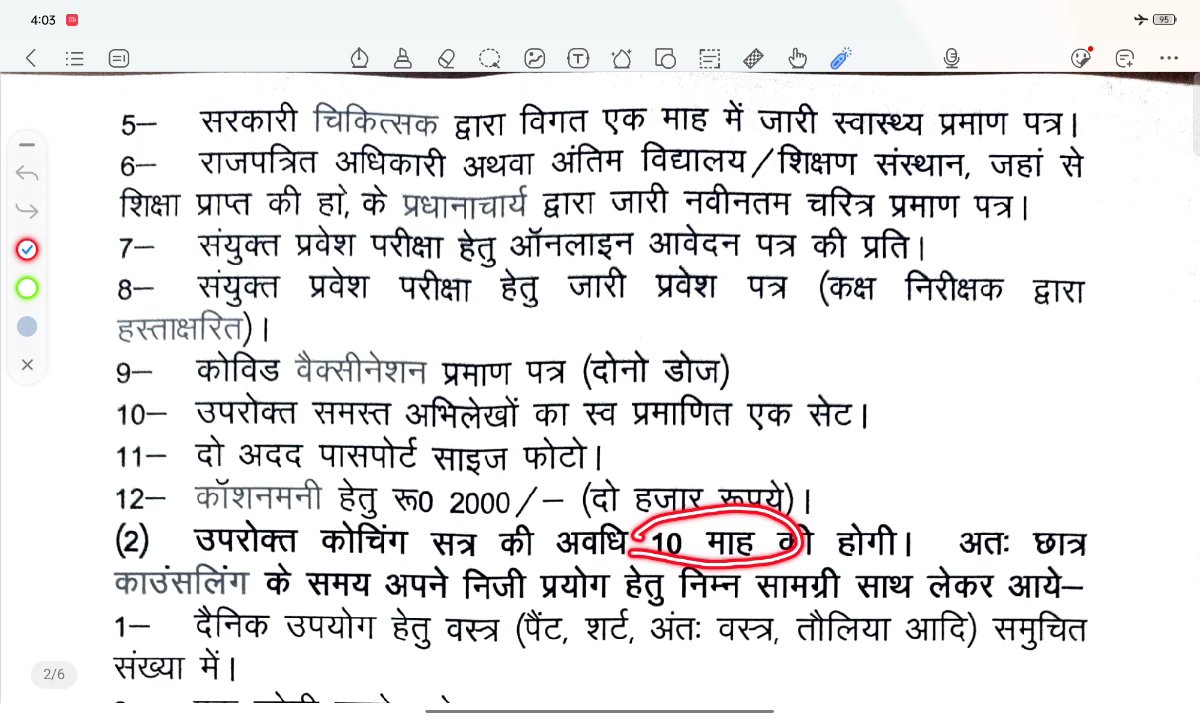 4:03
95
5— सरकारी चिकित्सक द्वारा विगत एक माह में जारी स्वास्थ्य प्रमाण पत्र।
6— राजपत्रित अधिकारी अथवा अंतिम विद्यालय/शिक्षण संस्थान, जहां से
शिक्षा प्राप्त की हो, के प्रधानाचार्य द्वारा जारी नवीनतम चरित्र प्रमाण पत्र।
7— संयुक्त प्रवेश परीक्षा हेतु ऑनलाइन आवेदन पत्र की प्रति।
8— संयुक्त प्रवेश परीक्षा हेतु जारी प्रवेश पत्र (कक्ष निरीक्षक द्वारा
हस्ताक्षरित)।
9— कोविड वैक्सीनेशन प्रमाण पत्र (दोनो डोज)
10— उपरोक्त समस्त अभिलेखों का स्व प्रमाणित एक सेट।
11— दो अदद पासपोर्ट साइज फोटो।
12— कॉशनमनी हेतु रू0 2000/— (दो हजार रूपये)।
(2) उपरोक्त कोचिंग सत्र की अवधि 10 माह की होगी। अतः छात्र
काउंसलिंग के समय अपने निजी प्रयोग हेतु निम्न सामग्री साथ लेकर आये—
1— दैनिक उपयोग हेतु वस्त्र (पैंट, शर्ट, अंतः वस्त्र, तौलिया आदि) समुचित
संख्या में।
2/6